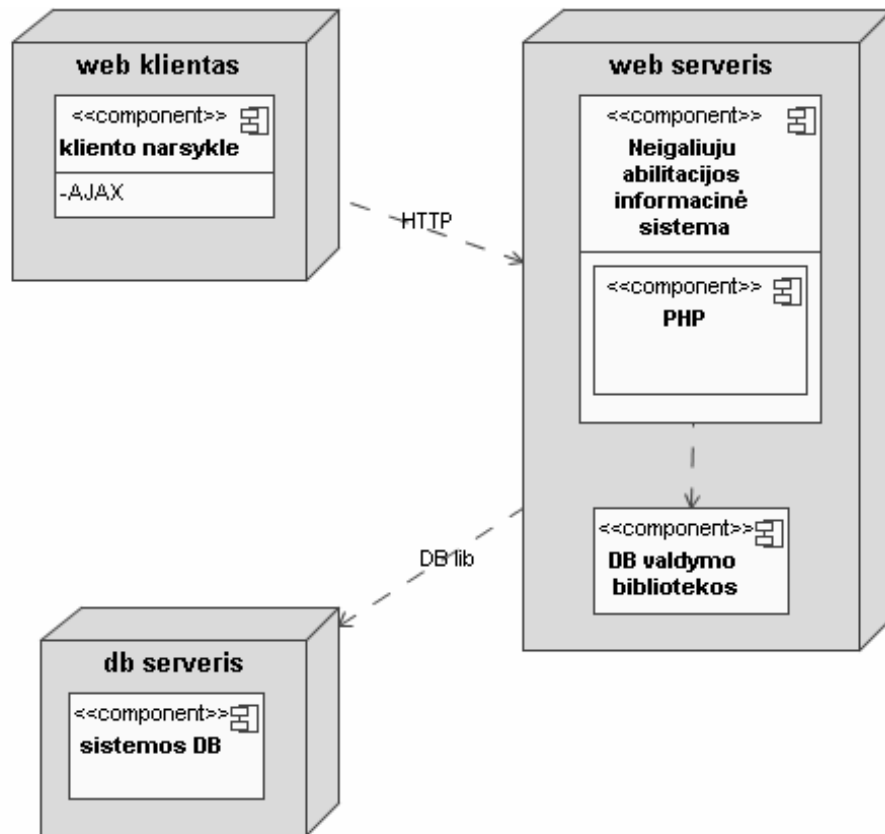 web klientas
<<component>>
kliento narsykle
-AJAX
HTTP
web serveris
<<component>>
Neigaliuju
abilitacijos
informacinė
sistema
<<component>>
PHP
<<component>>
DB valdymo
bibliotekos
DB lib
db serveris
<<component>>
sistemos DB